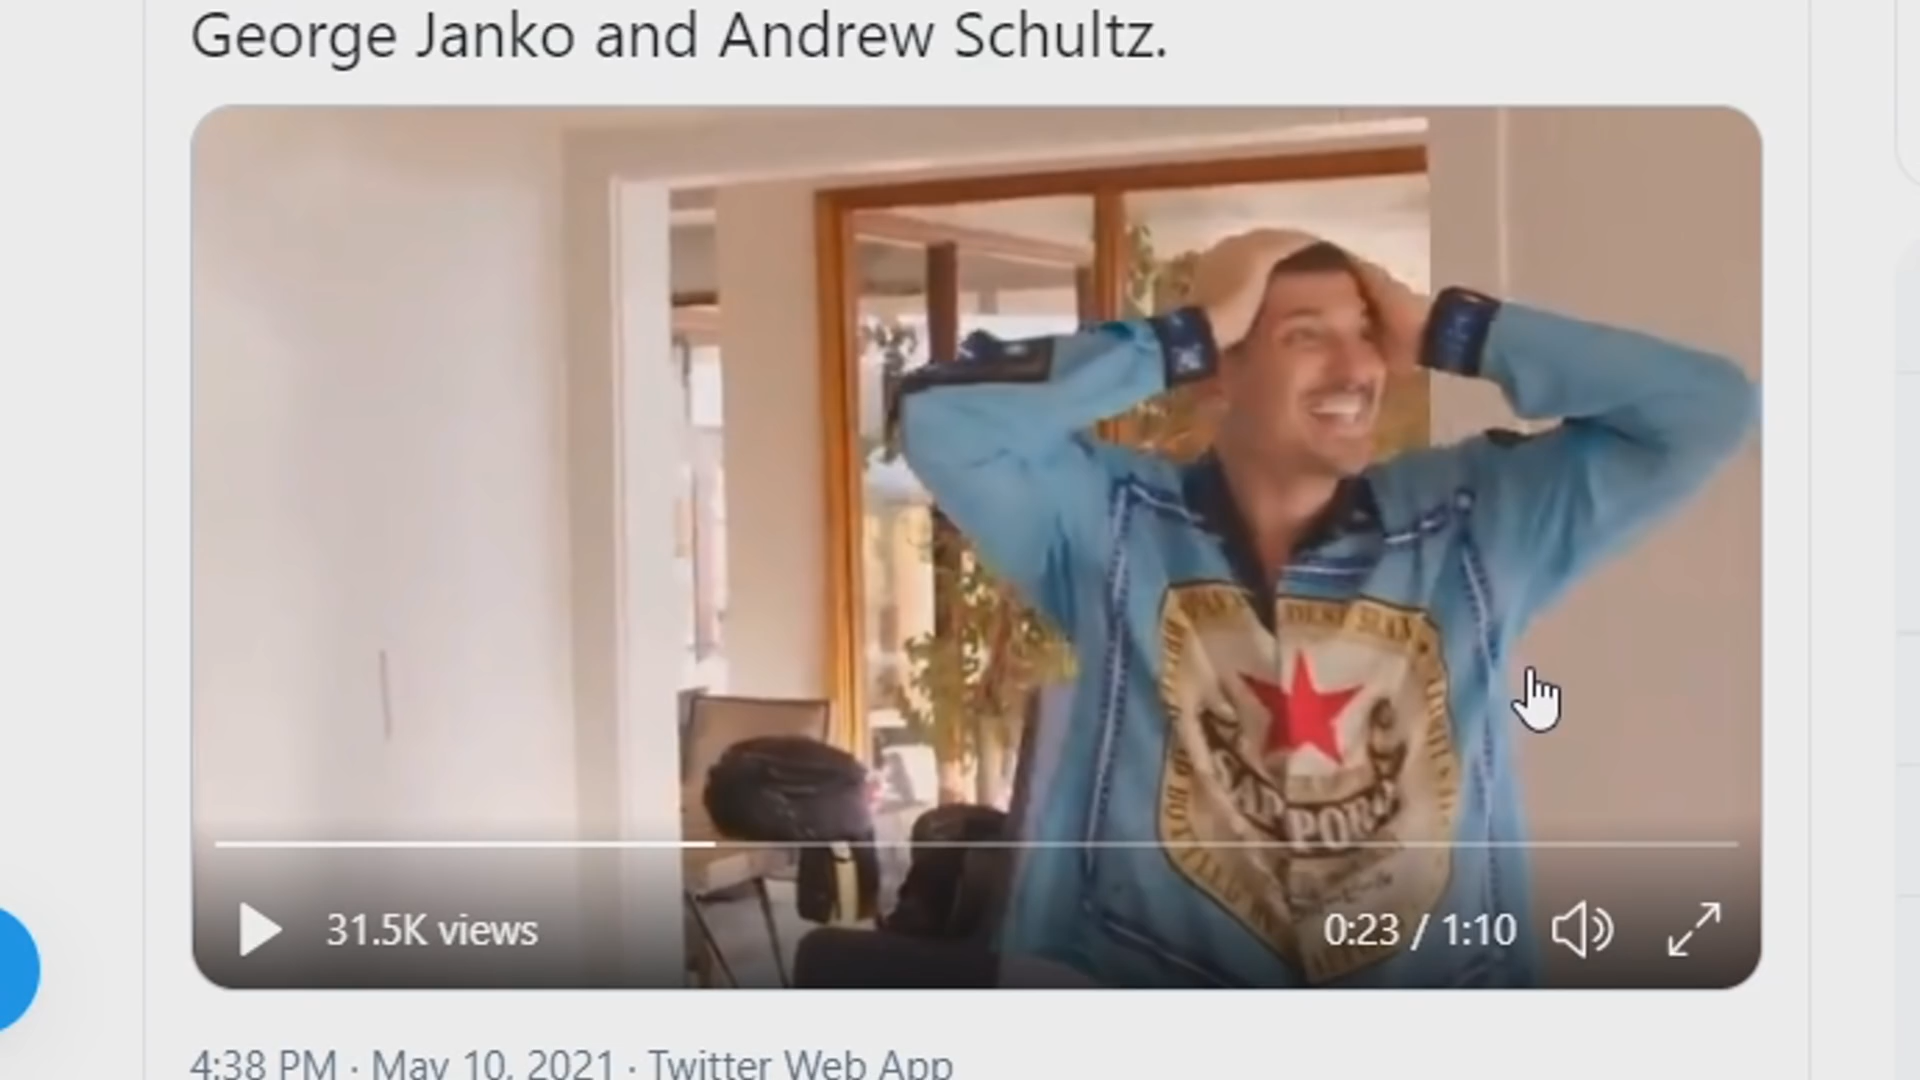 George Janko and Andrew Schultz.
SAPPORO
31.5K views
0:23 / 1:10
4:38 PM · May 10, 2021 · Twitter Web App